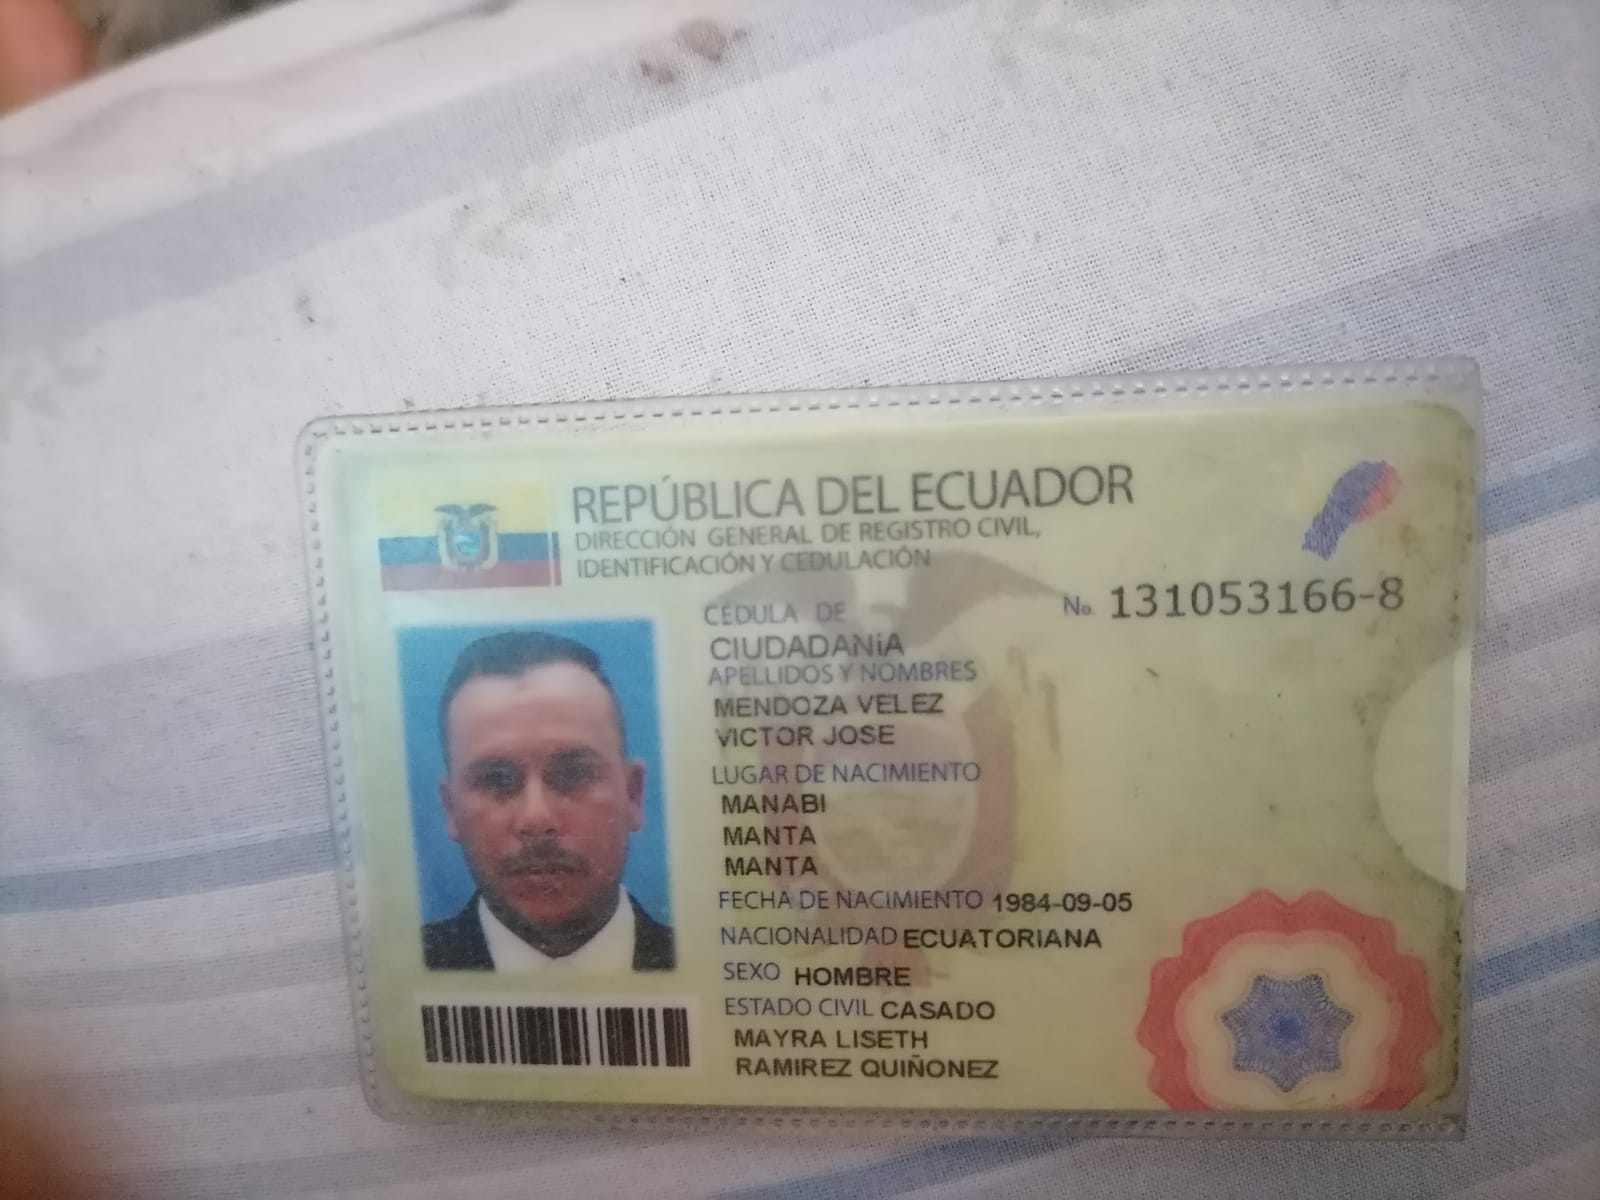 REPÚBLICA DEL ECUADOR
DIRECCIÓN GENERAL DE REGISTRO CIVIL,
IDENTIFICACIÓN Y CEDULACIÓN
CÉDULA DE No. 131053166-8
CIUDADANíA
APELLIDOS Y NOMBRES
MENDOZA VELEZ
VICTOR JOSE
LUGAR DE NACIMIENTO
MANABI
MANTA
MANTA
FECHA DE NACIMIENTO 1984-09-05
NACIONALIDAD ECUATORIANA
SEXO HOMBRE
ESTADO CIVIL CASADO
MAYRA LISETH
RAMIREZ QUIÑONEZ